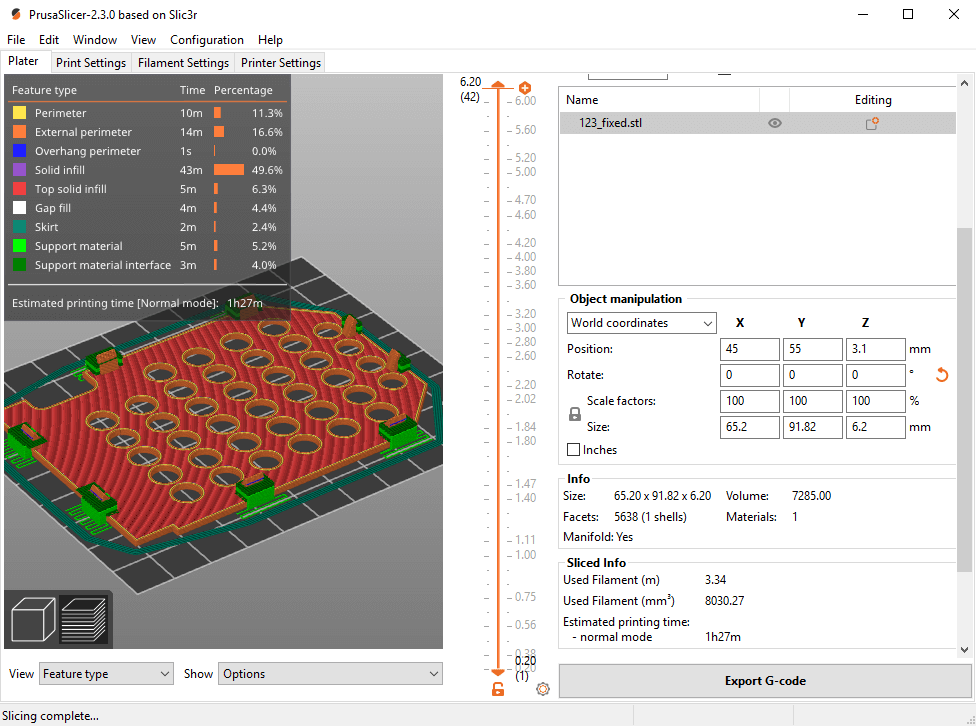 PrusaSlicer-2.3.0 based on Slic3r
File Edit Window View Configuration Help
Plater Print Settings Filament Settings Printer Settings
Feature type Time Percentage
Perimeter 10m 11.3%
External perimeter 14m 16.6%
Overhang perimeter 1s 0.0%
Solid infill 43m 49.6%
Top solid infill 5m 6.3%
Gap fill 4m 4.4%
Skirt 2m 2.4%
Support material 5m 5.2%
Support material interface 3m 4.0%
Estimated printing time [Normal mode]: 1h27m
6.20
(42)
6.00
5.60
5.20
5.00
4.70
4.60
4.20
4.00
3.80
3.60
3.20
3.00
2.80
2.60
2.20
2.02
1.84
1.80
1.47
1.40
1.11
1.00
0.75
0.56
0.38
0.20
0.20
(1)
Name Editing
123_fixed.stl
Object manipulation
World coordinates X Y Z
Position: 45 55 3.1 mm
Rotate: 0 0 0 °
Scale factors: 100 100 100 %
Size: 65.2 91.82 6.2 mm
Inches
Info
Size: 65.20 x 91.82 x 6.20 Volume: 7285.00
Facets: 5638 (1 shells) Materials: 1
Manifold: Yes
Sliced Info
Used Filament (m) 3.34
Used Filament (mm³) 8030.27
Estimated printing time:
- normal mode 1h27m
View Feature type Show Options
Export G-code
Slicing complete...